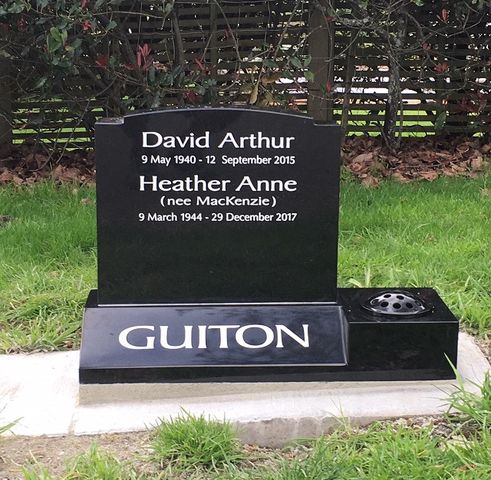 David Arthur
9 May 1940 - 12 September 2015
Heather Anne
(nee MacKenzie)
9 March 1944 - 29 December 2017
GUITON